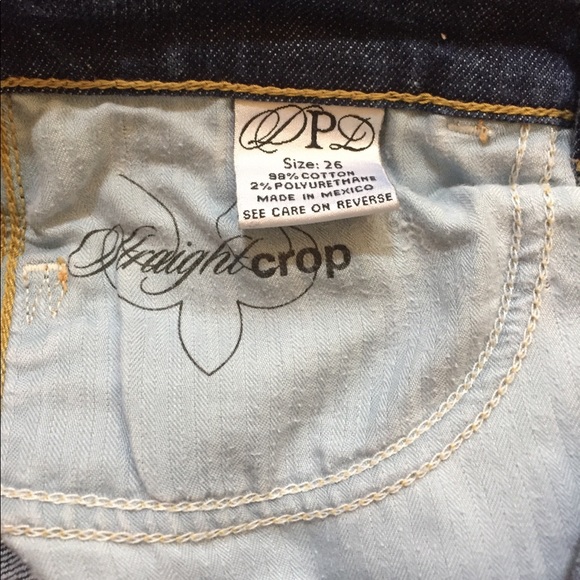 DPD
Size: 26
98% COTTON
2% POLYURETHANE
MADE IN MEXICO
SEE CARE ON REVERSE
Straight crop